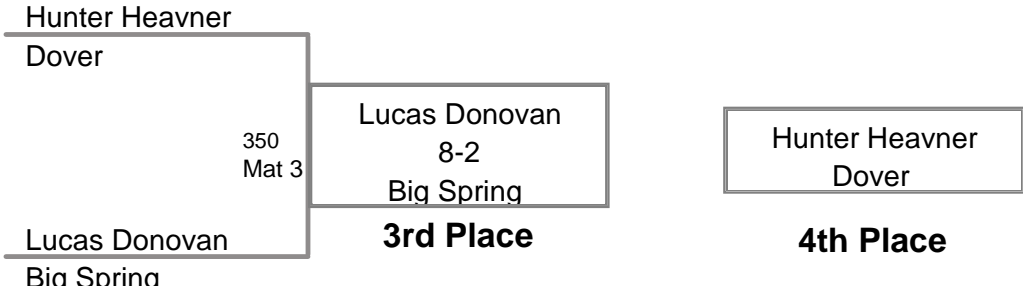 Hunter Heavner
Dover
350
Mat 3
Lucas Donovan
8-2
Big Spring
3rd Place
Hunter Heavner
Dover
4th Place
Lucas Donovan
Big Spring